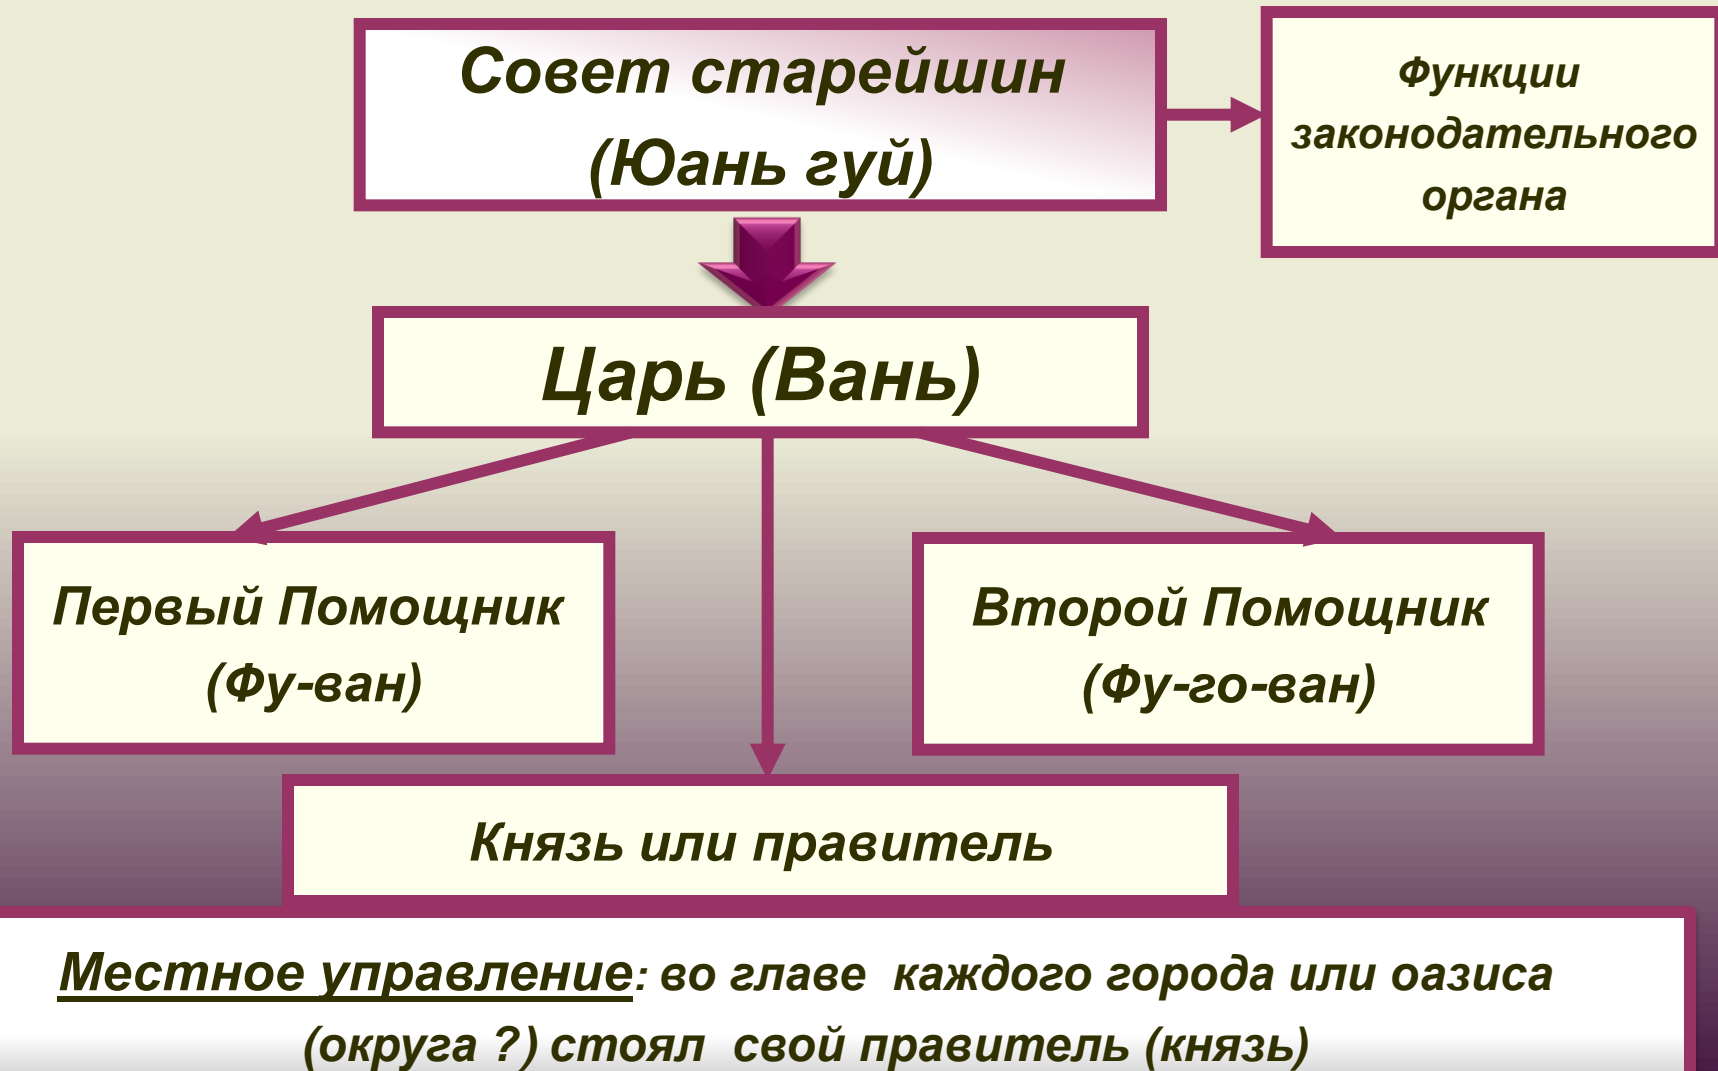 Совет старейшин
(Юань гуй)
Функции
законодательного
органа
Царь (Вань)
Первый Помощник
(Фу-ван)
Второй Помощник
(Фу-го-ван)
Князь или правитель
Местное управление: во главе каждого города или оазиса
(округа ?) стоял свой правитель (князь)